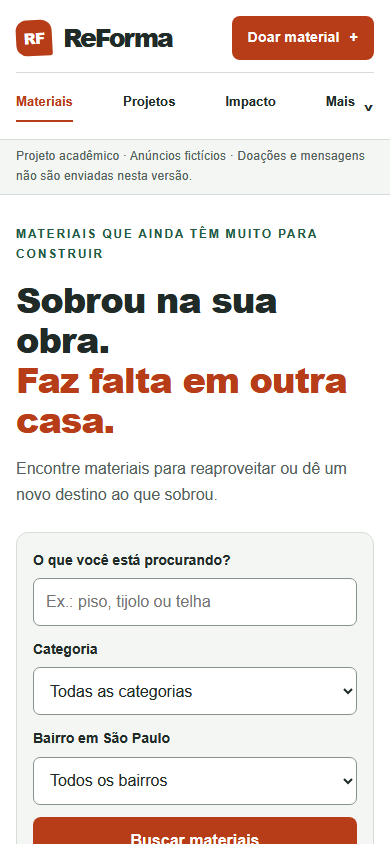 RF ReForma
Doar material +
Materiais Projetos Impacto Mais
Projeto acadêmico · Anúncios fictícios · Doações e mensagens
não são enviadas nesta versão.
MATERIAIS QUE AINDA TÊM MUITO PARA
CONSTRUIR
Sobrou na sua
obra.
Faz falta em outra
casa.
Encontre materiais para reaproveitar ou dê um
novo destino ao que sobrou.
O que você está procurando?
Ex.: piso, tijolo ou telha
Categoria
Todas as categorias
Bairro em São Paulo
Todos os bairros
Buscar materiais